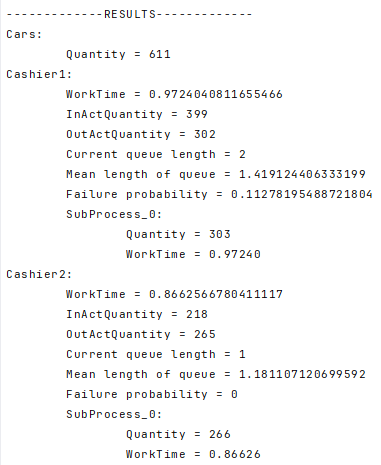 -------------RESULTS-------------
Cars:
Quantity = 611
Cashier1:
WorkTime = 0.9724040811655466
InActQuantity = 399
OutActQuantity = 302
Current queue length = 2
Mean length of queue = 1.419124406333199
Failure probability = 0.11278195488721804
SubProcess_0:
Quantity = 303
WorkTime = 0.97240
Cashier2:
WorkTime = 0.8662566780411117
InActQuantity = 218
OutActQuantity = 265
Current queue length = 1
Mean length of queue = 1.181107120699592
Failure probability = 0
SubProcess_0:
Quantity = 266
WorkTime = 0.86626